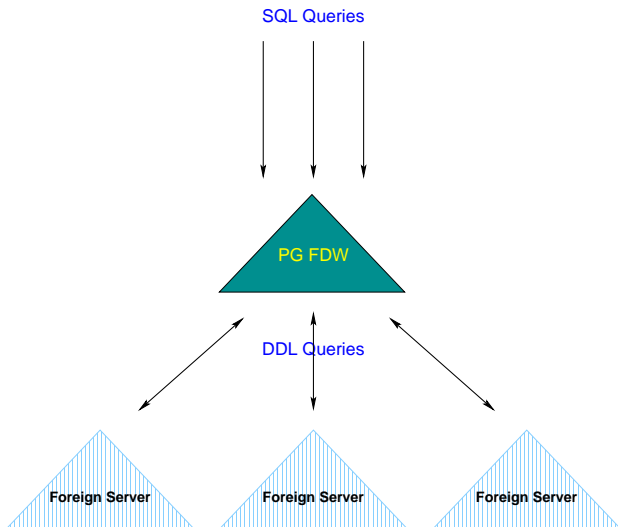 SQL Queries
PG FDW
DDL Queries
Foreign Server
Foreign Server
Foreign Server